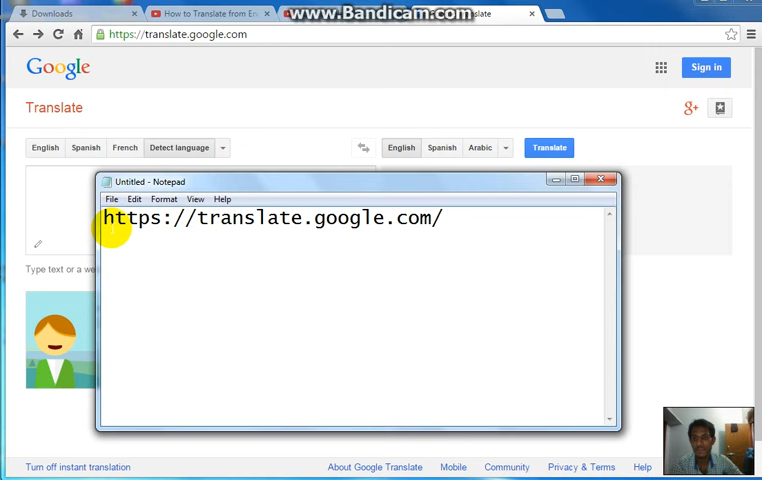 www.Bandicam.com
Downloads
How to Translate from En
slate
https://translate.google.com
Google
Sign in
Translate
g+
English
Spanish
French
Detect language
English
Spanish
Arabic
Translate
Untitled - Notepad
File Edit Format View Help
https://translate.google.com/
Type text or a we
Turn off instant translation
About Google Translate
Mobile
Community
Privacy & Terms
Help